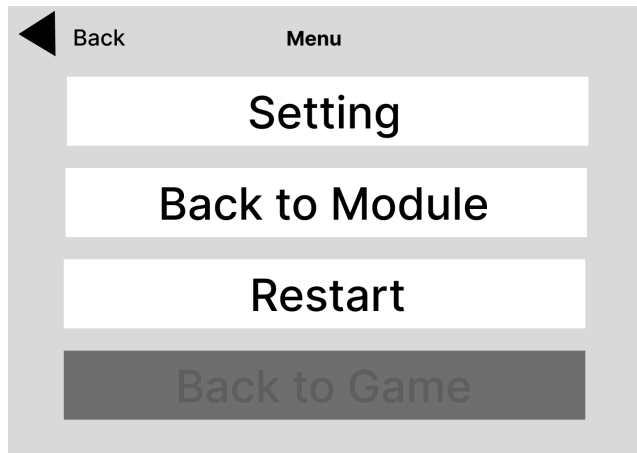 Back
Menu
Setting
Back to Module
Restart
Back to Game